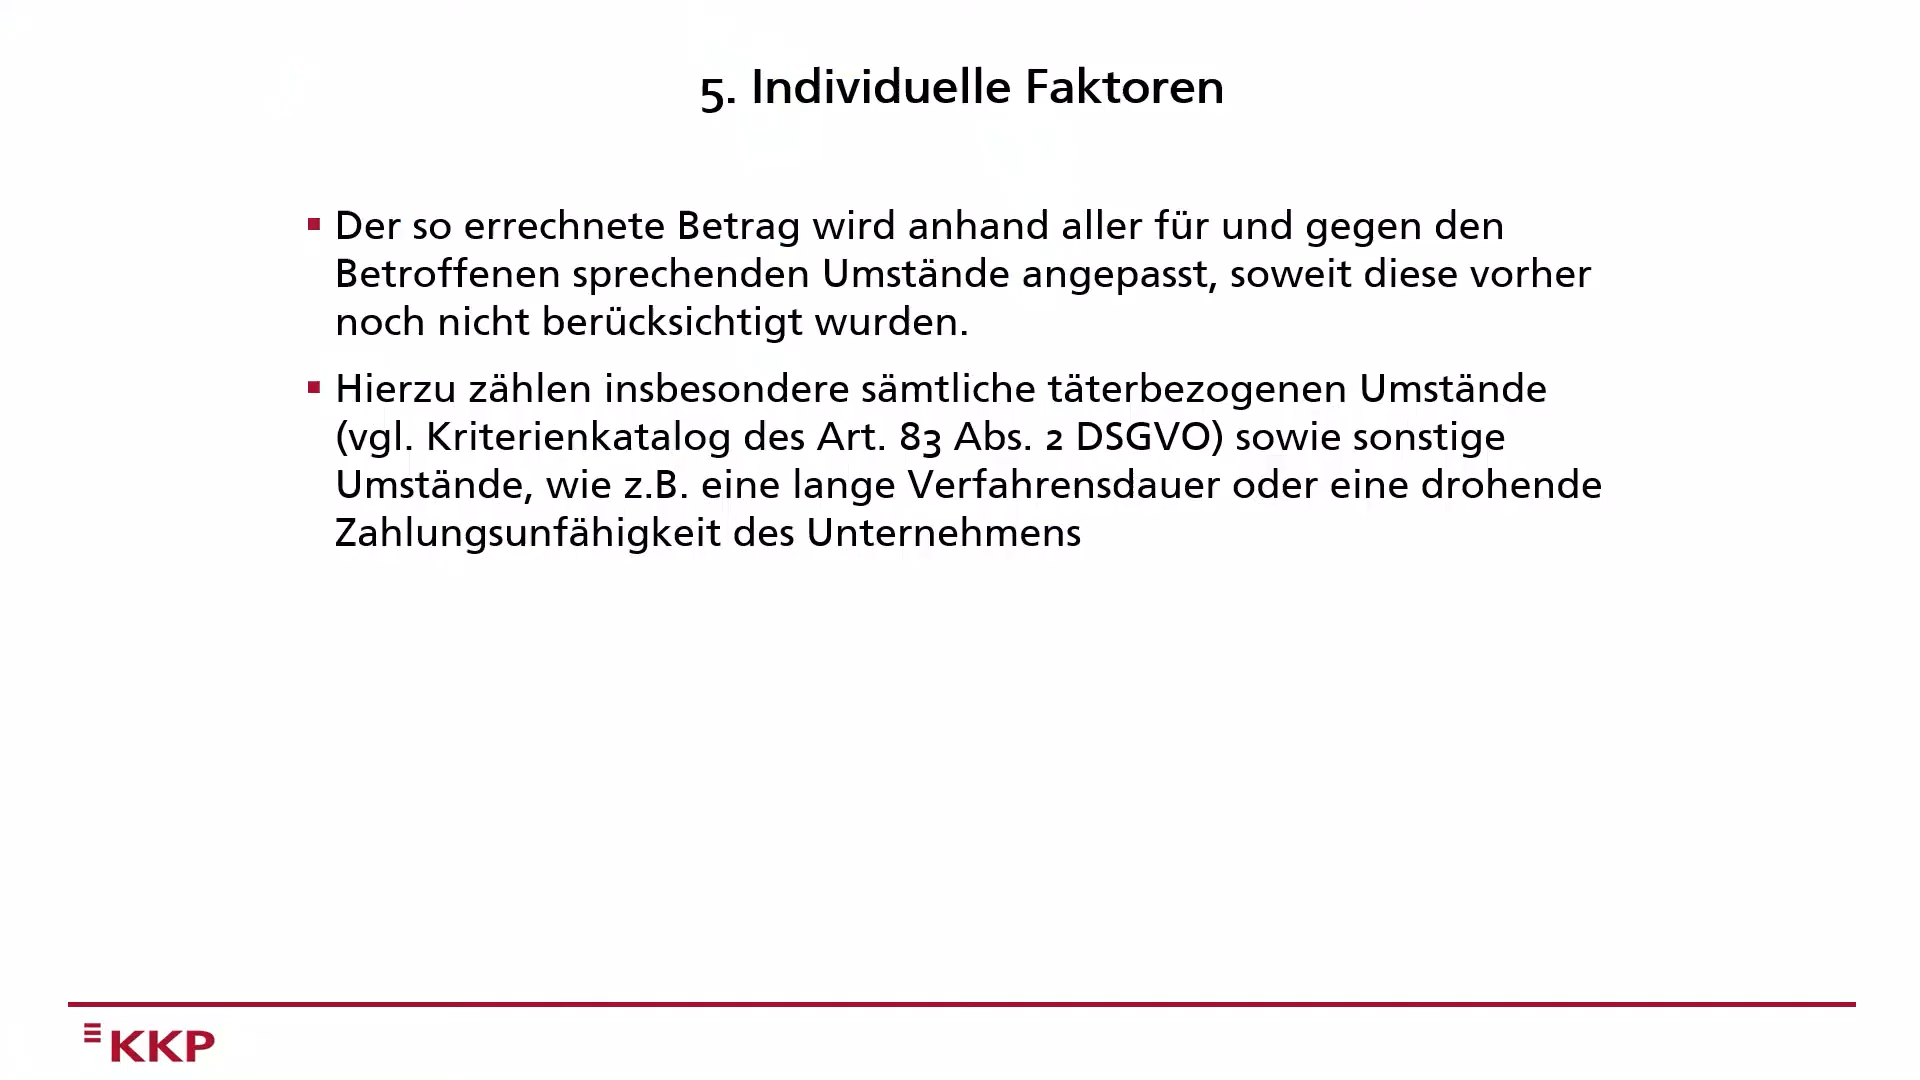 5. Individuelle Faktoren
▪ Der so errechnete Betrag wird anhand aller für und gegen den
Betroffenen sprechenden Umstände angepasst, soweit diese vorher
noch nicht berücksichtigt wurden.
▪ Hierzu zählen insbesondere sämtliche täterbezogenen Umstände
(vgl. Kriterienkatalog des Art. 83 Abs. 2 DSGVO) sowie sonstige
Umstände, wie z.B. eine lange Verfahrensdauer oder eine drohende
Zahlungsunfähigkeit des Unternehmens
KKP